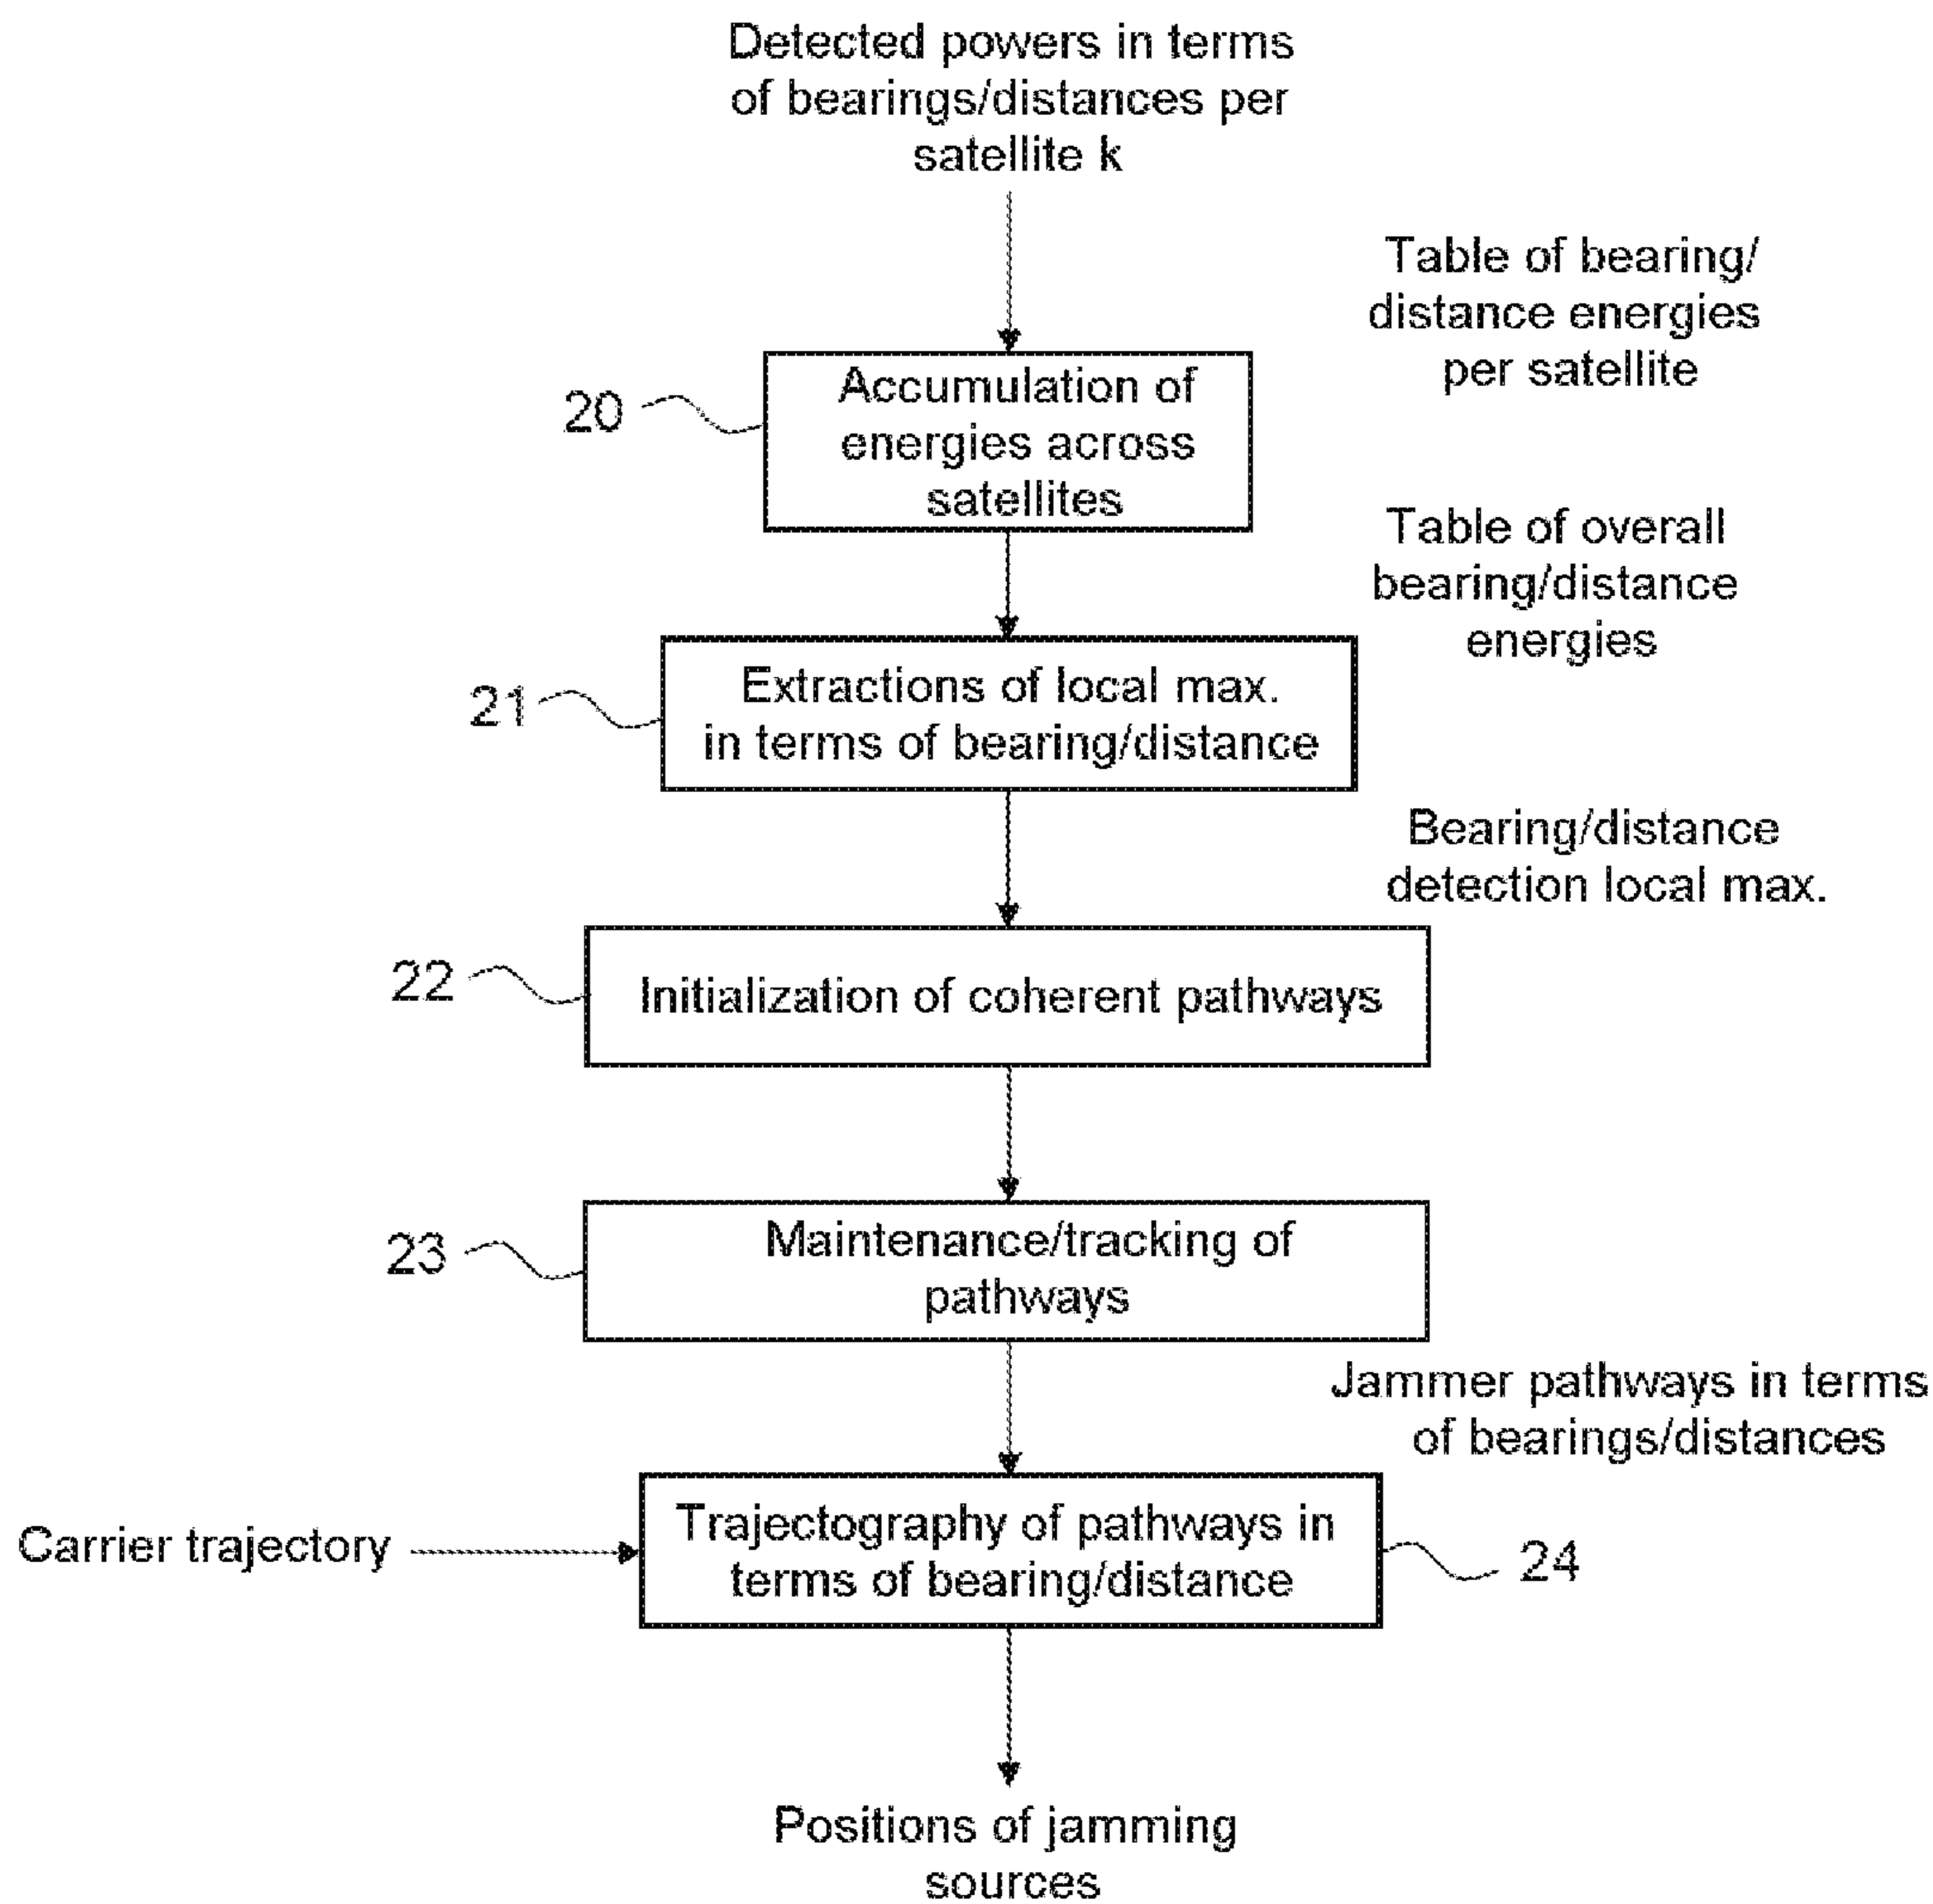 Detected powers in terms
of bearings/distances per
satellite k
Table of bearing/
distance energies
per satellite
20
Accumulation of
energies across
satellites
Table of overall
bearing/distance
energies
21
Extractions of local max.
in terms of bearing/distance
Bearing/distance
detection local max.
22
Initialization of coherent pathways
23
Maintenance/tracking of
pathways
Jammer pathways in terms
of bearings/distances
Carrier trajectory
Trajectography of pathways in
terms of bearing/distance
24
Positions of jamming
sources